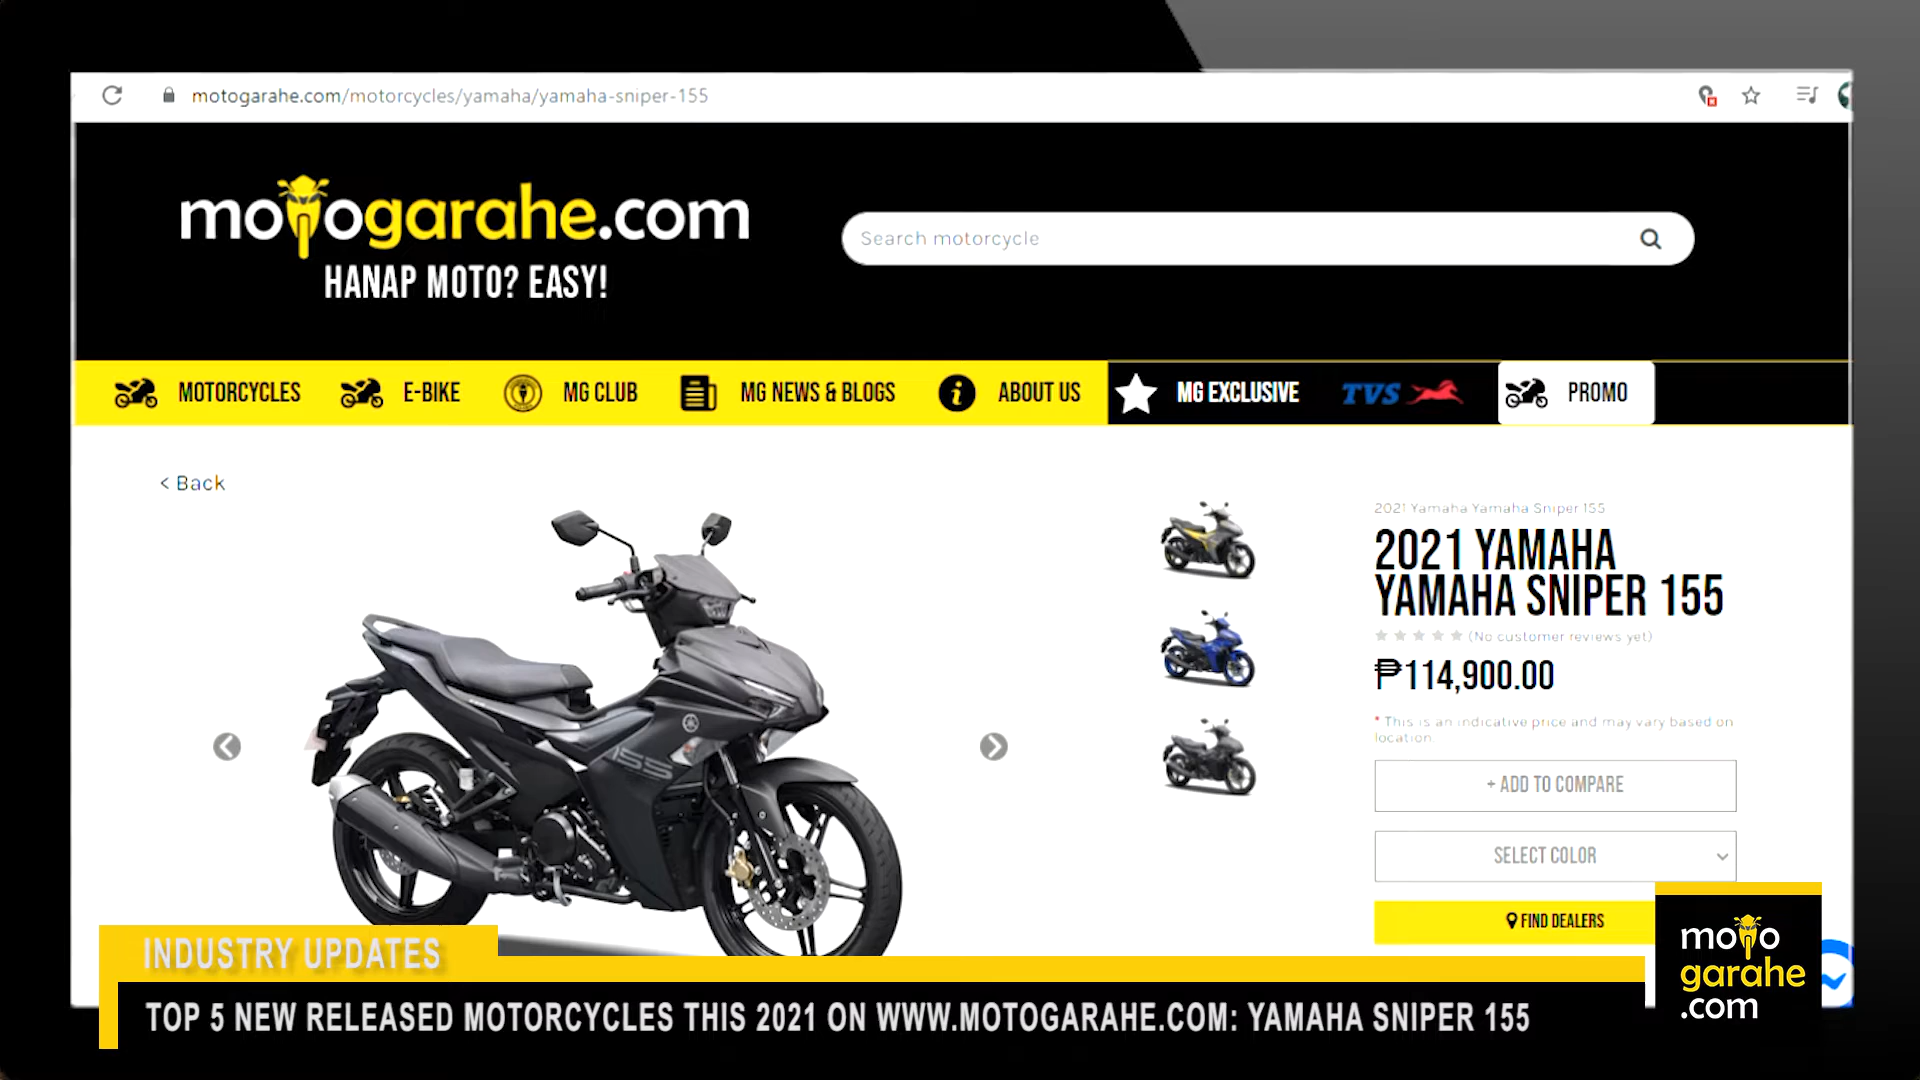 motogarahe.com/motorcycles/yamaha/yamaha-sniper-155
motogarahe.com
HANAP MOTO? EASY!
Search motorcycle
MOTORCYCLES E-BIKE MG CLUB MG NEWS & BLOGS ABOUT US MG EXCLUSIVE TVS PROMO
< Back
2021 Yamaha Yamaha Sniper 155
2021 YAMAHA
YAMAHA SNIPER 155
(No customer reviews yet)
₱114,900.00
* This is an indicative price and may vary based on
location.
+ ADD TO COMPARE
SELECT COLOR
FIND DEALERS
155
INDUSTRY UPDATES
TOP 5 NEW RELEASED MOTORCYCLES THIS 2021 ON WWW.MOTOGARAHE.COM: YAMAHA SNIPER 155
moto
garahe
.com